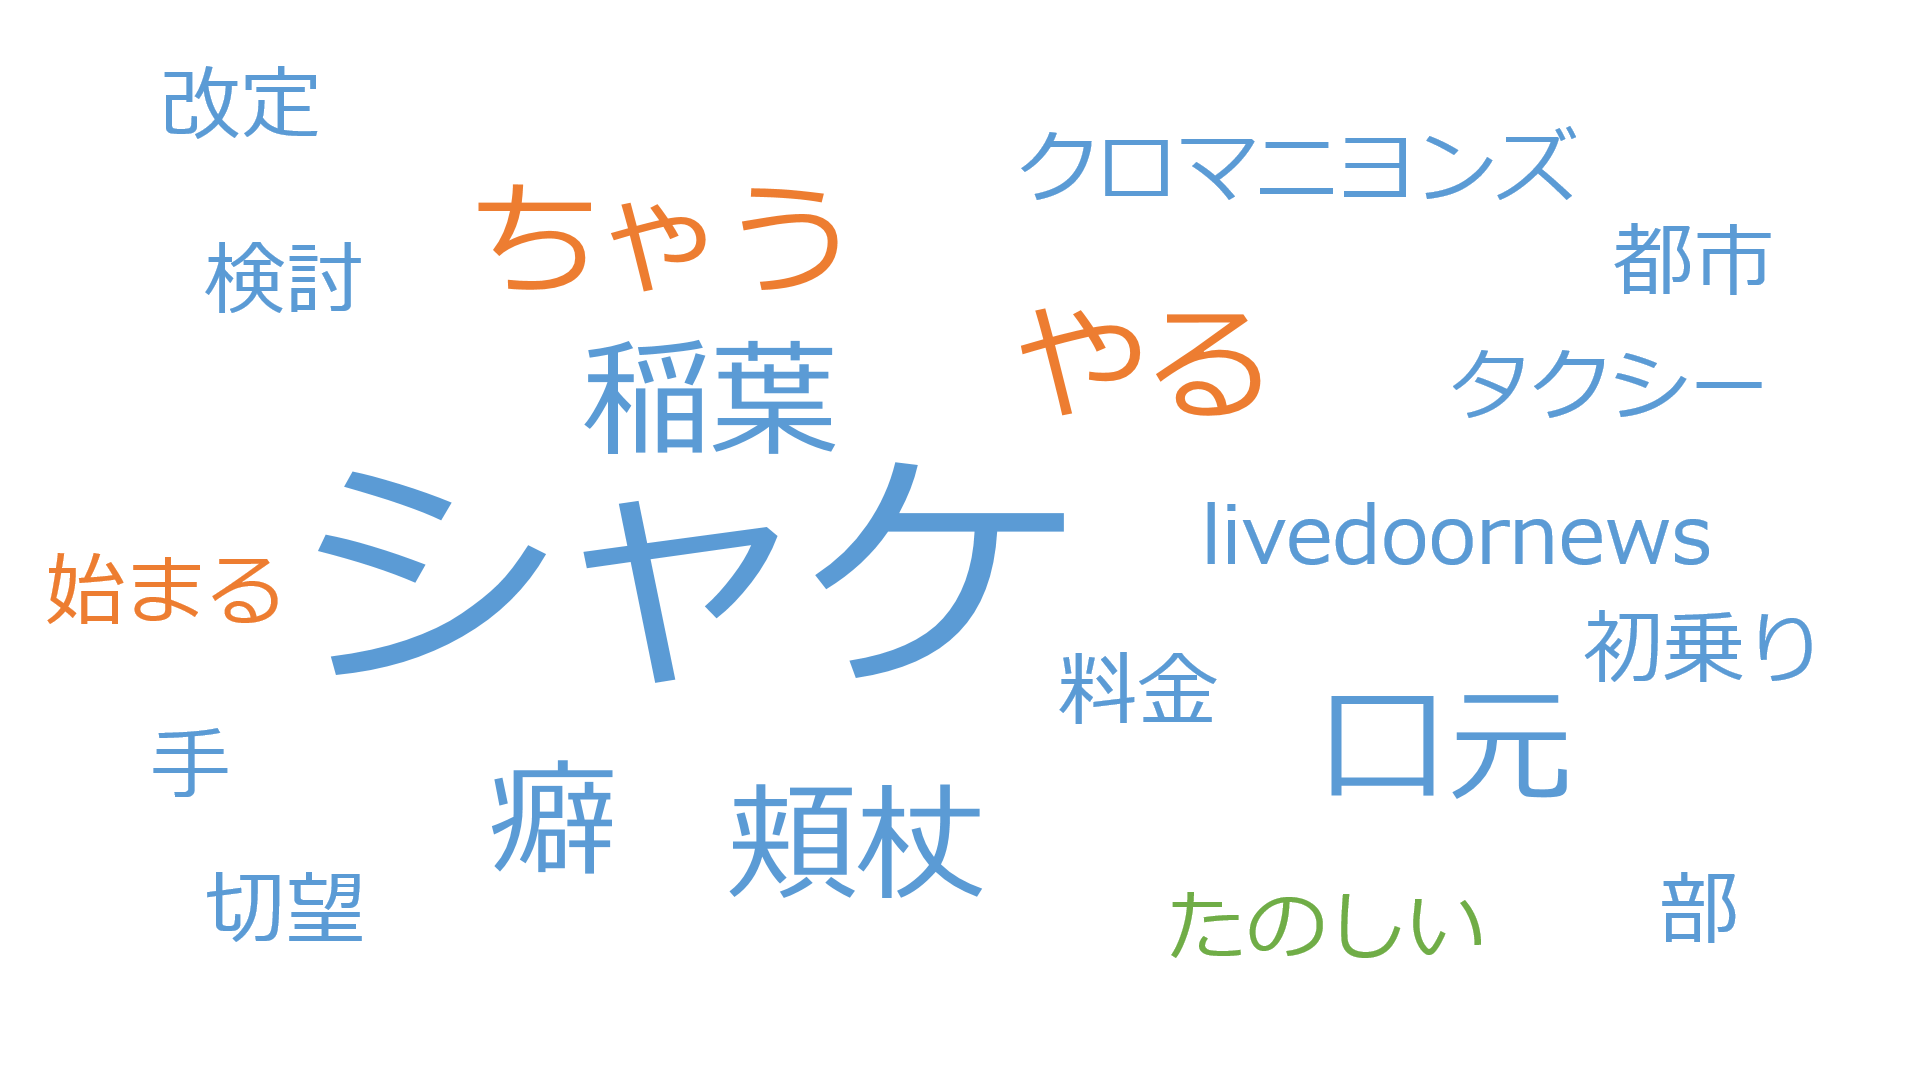 改定
クロマニヨンズ
ちゃう
都市
検討
やる
稲葉
タクシー
シャケ
livedoornews
始まる
初乗り
料金
口元
手
癖
頬杖
切望
たのしい
部